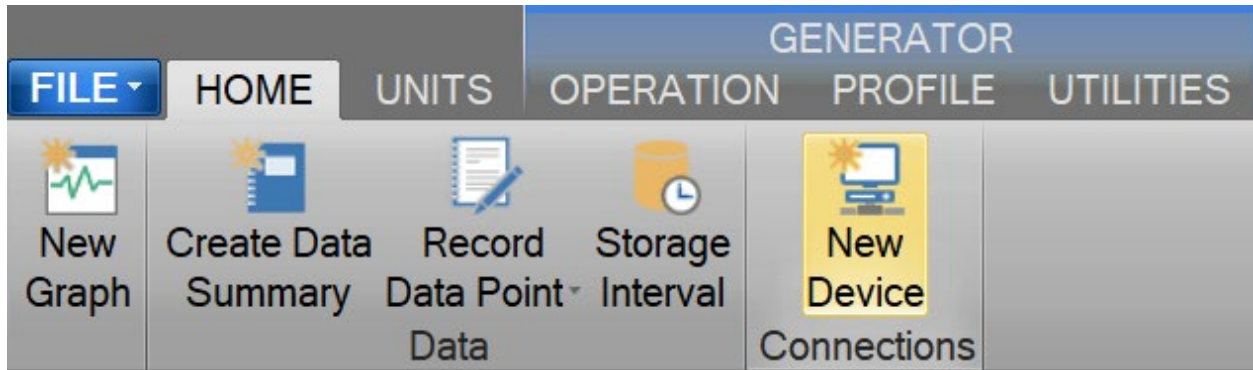 GENERATOR
FILE HOME UNITS OPERATION PROFILE UTILITIES
New Graph
Create Data Summary
Record Data Point
Storage Interval
New Device
Data
Connections